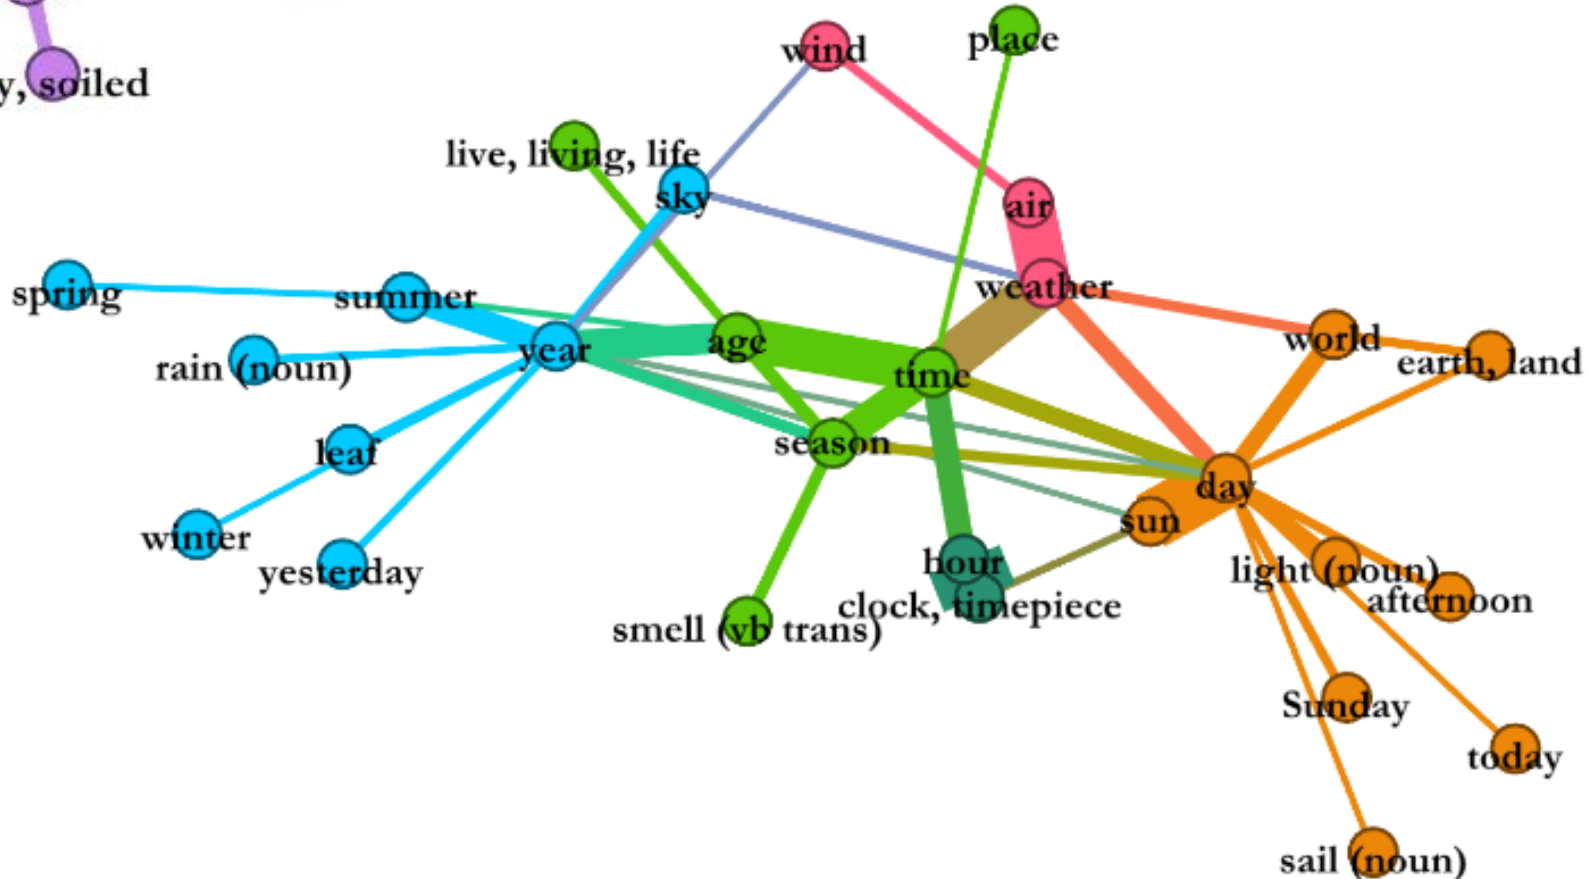 wind
place
y, soiled
live, living, life
sky
air
spring
summer
weather
year
age
world
rain (noun)
time
earth, land
leaf
season
day
winter
sun
yesterday
hour
light (noun)
clock, timepiece
afternoon
smell (vb trans)
Sunday
today
sail (noun)